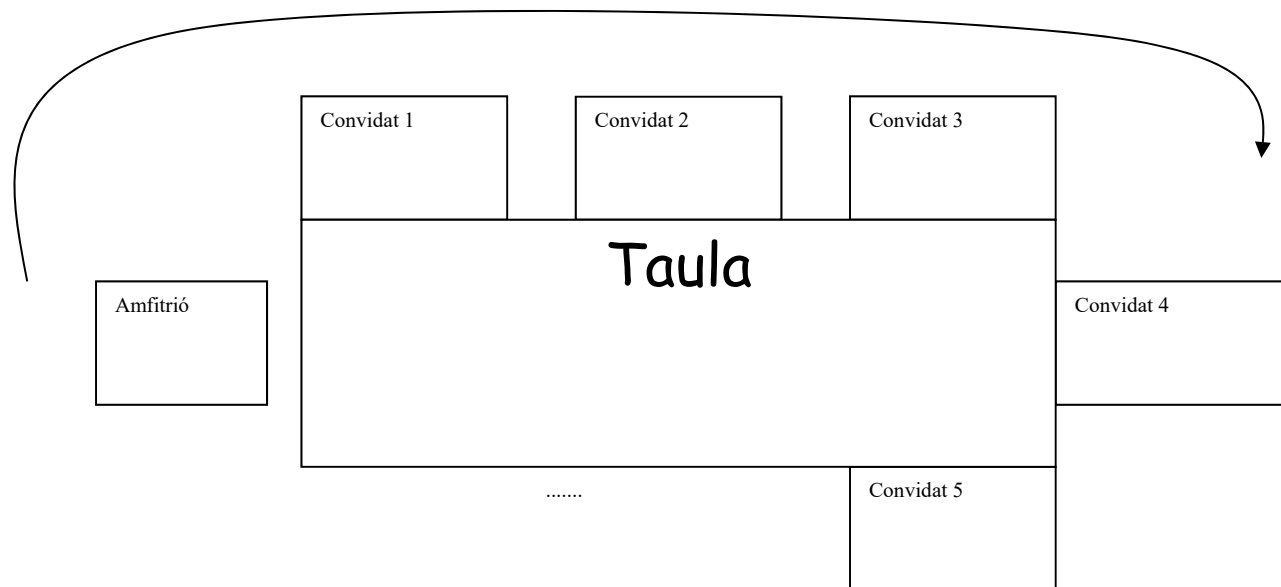 Convidat 1
Convidat 2
Convidat 3
Taula
Amfitrió
Convidat 4
.......
Convidat 5